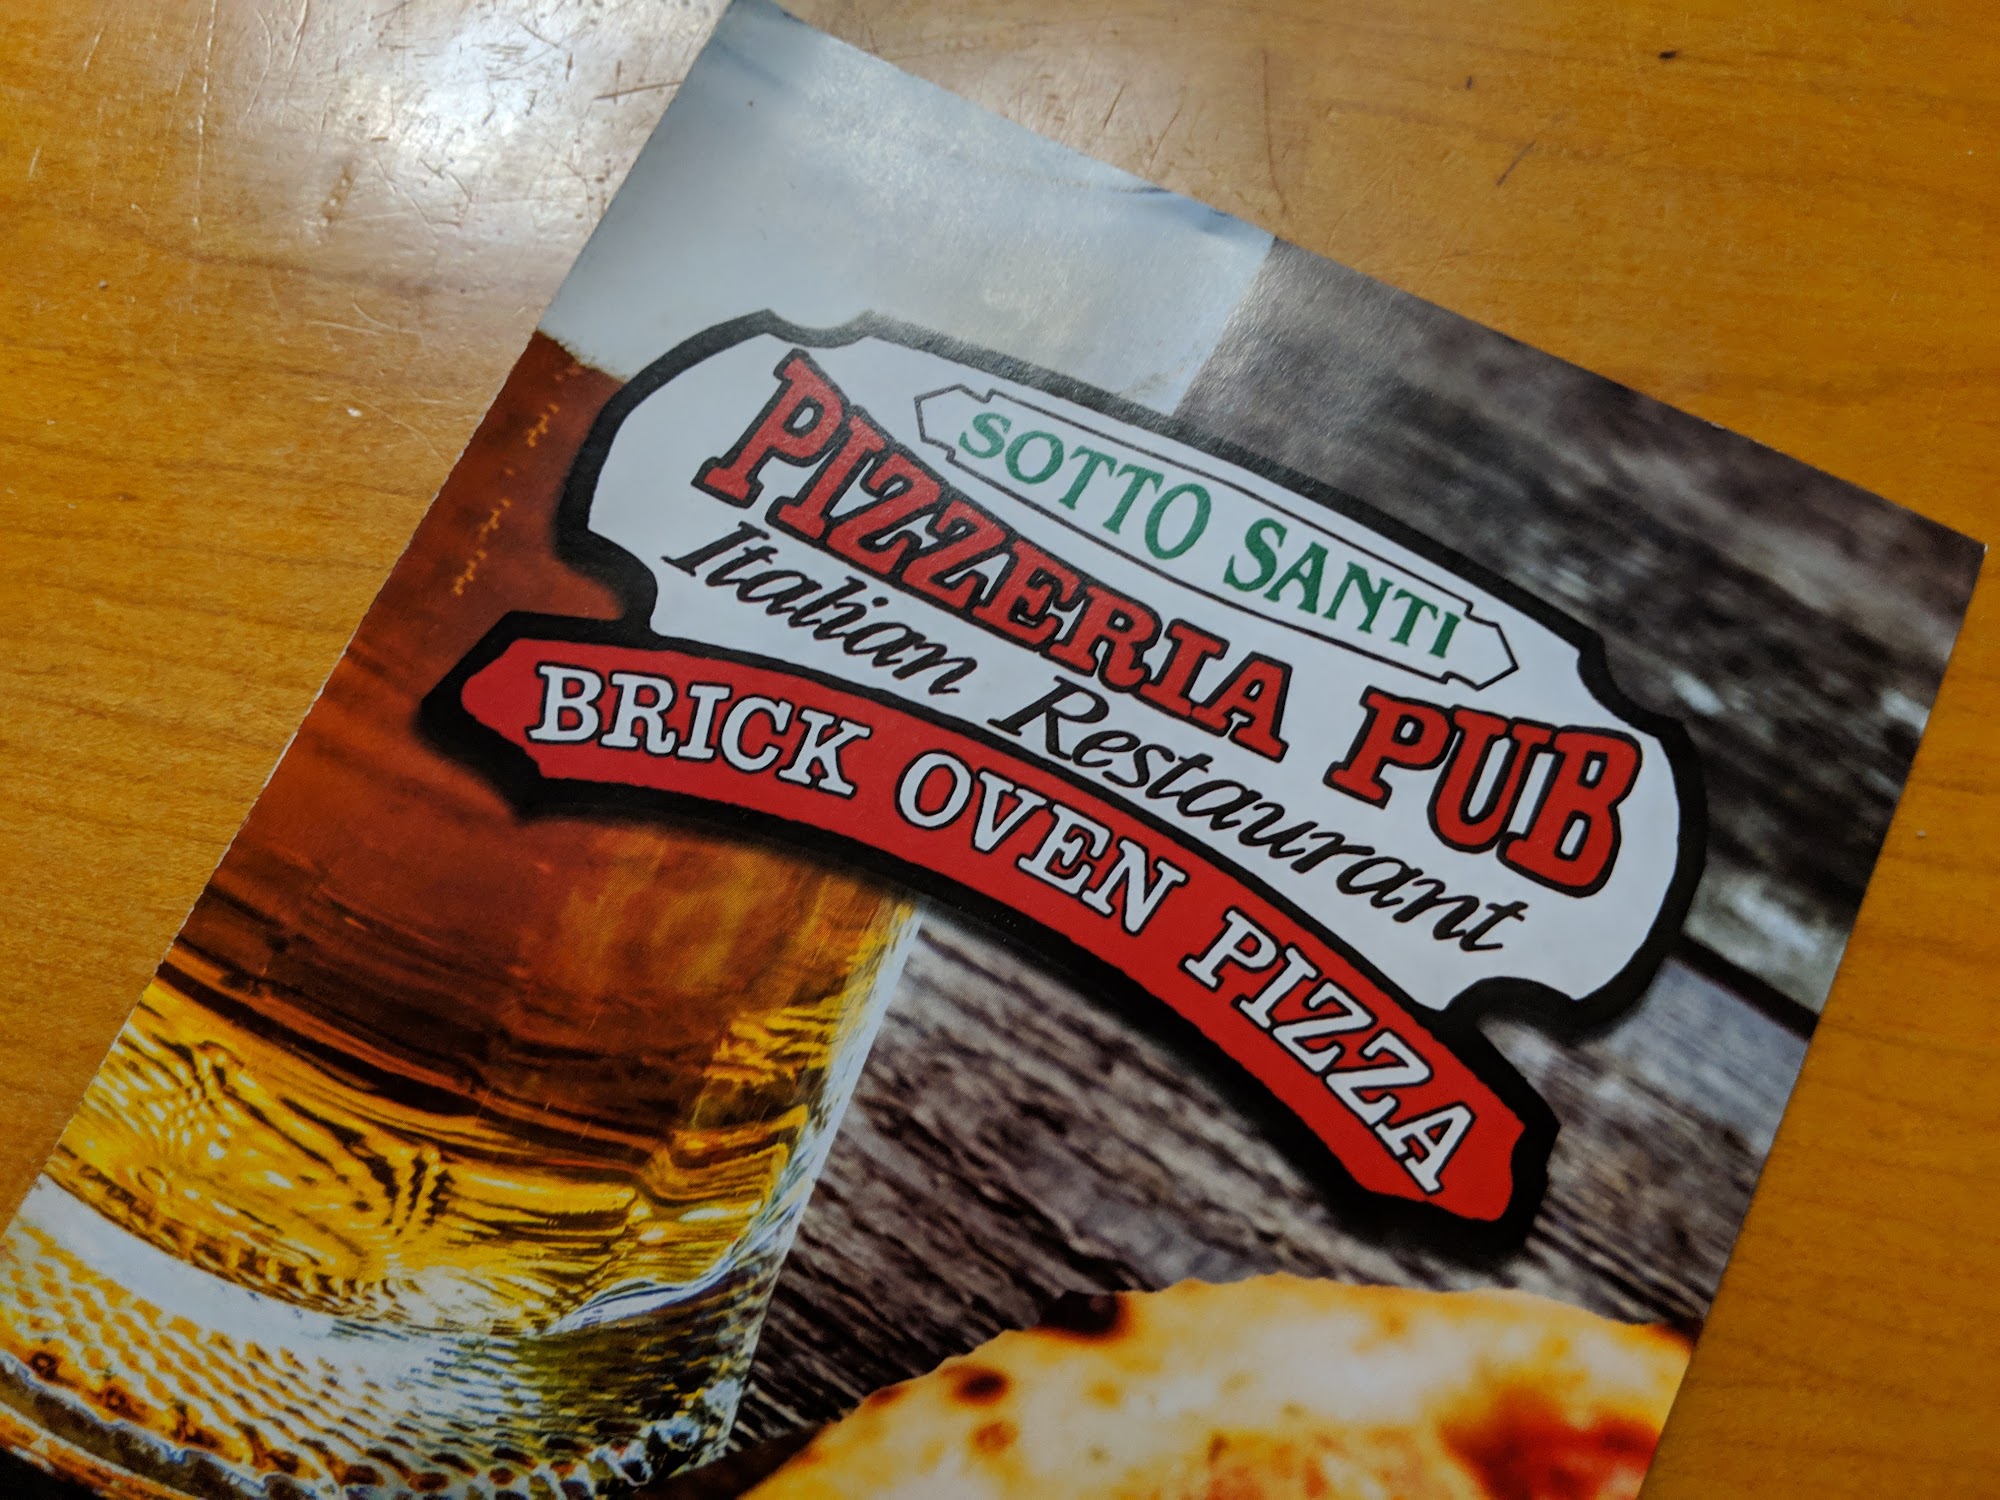 SOTTO SANTI
PIZZERIA PUB
Italian Restaurant
BRICK OVEN PIZZA